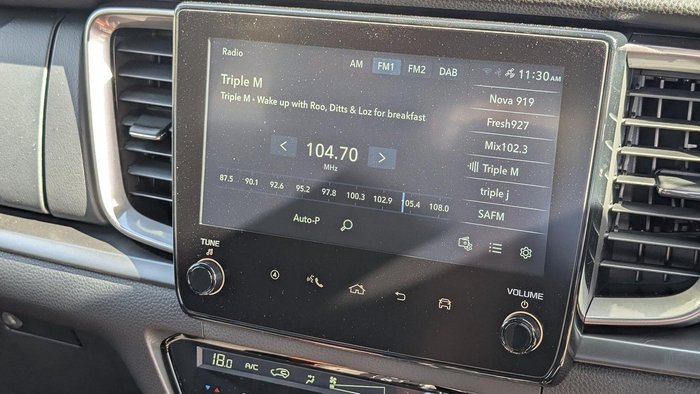 Radio
AM FM1 FM2 DAB
11:30AM
Triple M
Triple M - Wake up with Roo, Ditts & Loz for breakfast
104.70
MHz
87.5 90.1 92.6 95.2 97.8 100.3 102.9 105.4 108.0
Auto-P
Nova 919
Fresh927
Mix102.3
Triple M
triple j
SAFM
TUNE
VOLUME
18.0 A/C